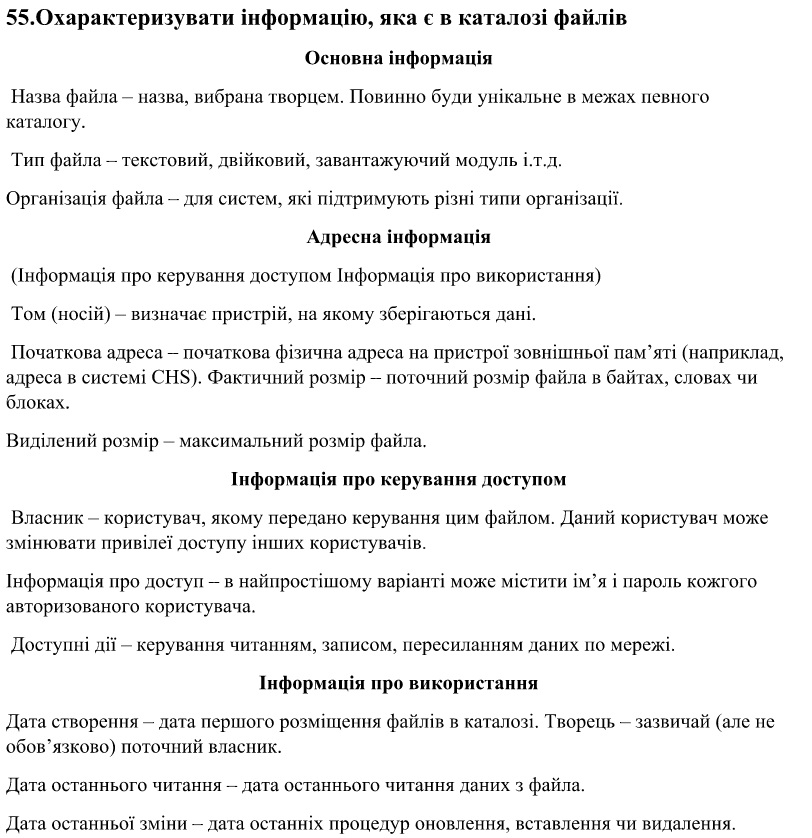 55.Охарактеризувати інформацію, яка є в каталозі файлів
Основна інформація
Назва файла – назва, вибрана творцем. Повинно буди унікальне в межах певного
каталогу.
Тип файла – текстовий, двійковий, завантажуючий модуль і.т.д.
Організація файла – для систем, які підтримують різні типи організації.
Адресна інформація
(Інформація про керування доступом Інформація про використання)
Том (носій) – визначає пристрій, на якому зберігаються дані.
Початкова адреса – початкова фізична адреса на пристрої зовнішньої пам’яті (наприклад,
адреса в системі CHS). Фактичний розмір – поточний розмір файла в байтах, словах чи
блоках.
Виділений розмір – максимальний розмір файла.
Інформація про керування доступом
Власник – користувач, якому передано керування цим файлом. Даний користувач може
змінювати привілеї доступу інших користувачів.
Інформація про доступ – в найпростішому варіанті може містити ім’я і пароль кожгого
авторизованого користувача.
Доступні дії – керування читанням, записом, пересиланням даних по мережі.
Інформація про використання
Дата створення – дата першого розміщення файлів в каталозі. Творець – зазвичай (але не
обов’язково) поточний власник.
Дата останнього читання – дата останнього читання даних з файла.
Дата останньої зміни – дата останніх процедур оновлення, вставлення чи видалення.